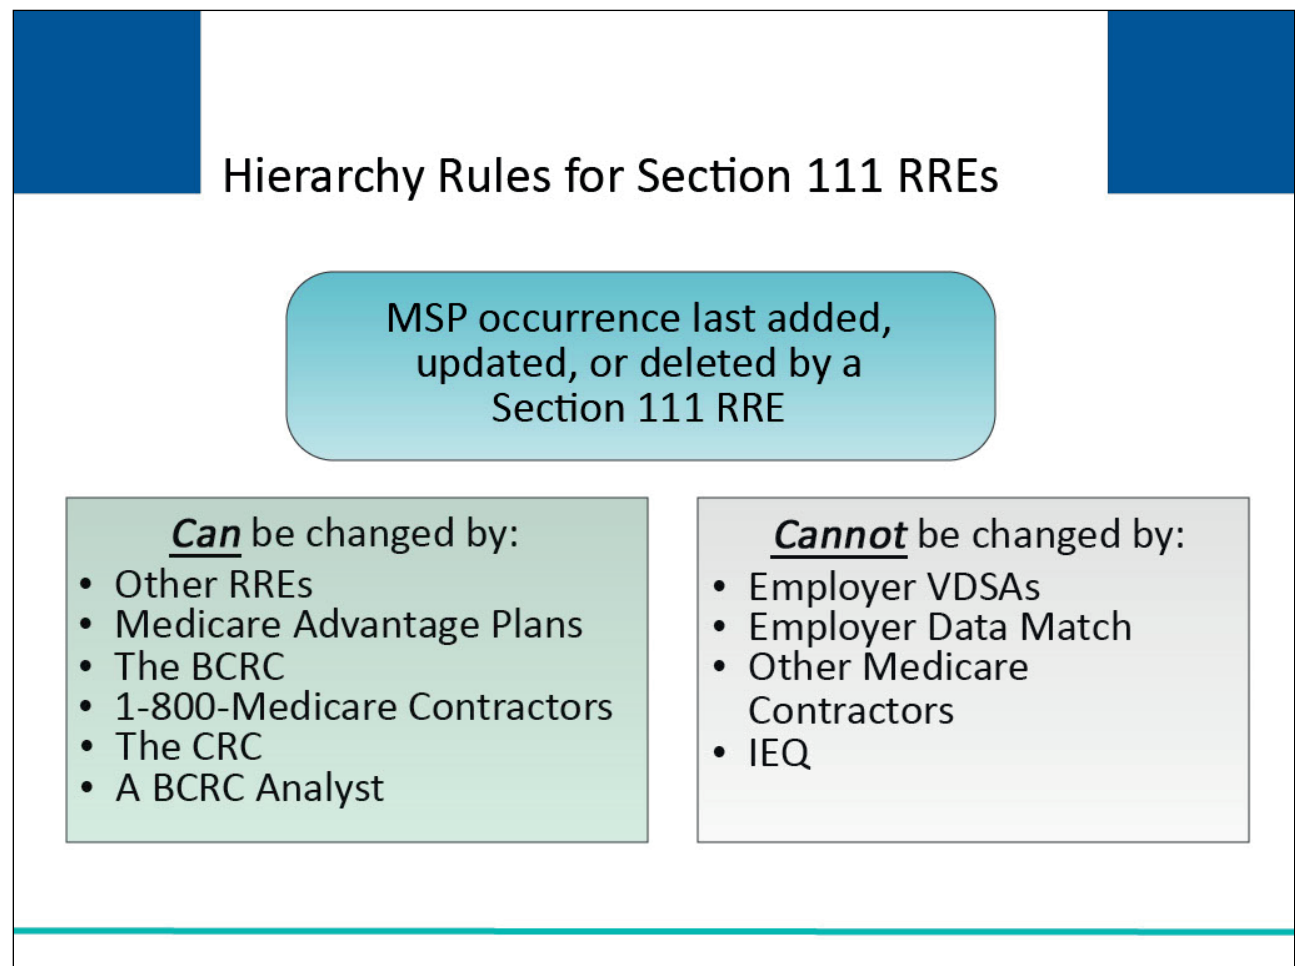 Hierarchy Rules for Section 111 RREs
MSP occurrence last added,
updated, or deleted by a
Section 111 RRE
Can be changed by:
• Other RREs
• Medicare Advantage Plans
• The BCRC
• 1-800-Medicare Contractors
• The CRC
• A BCRC Analyst
Cannot be changed by:
• Employer VDSAs
• Employer Data Match
• Other Medicare
Contractors
• IEQ